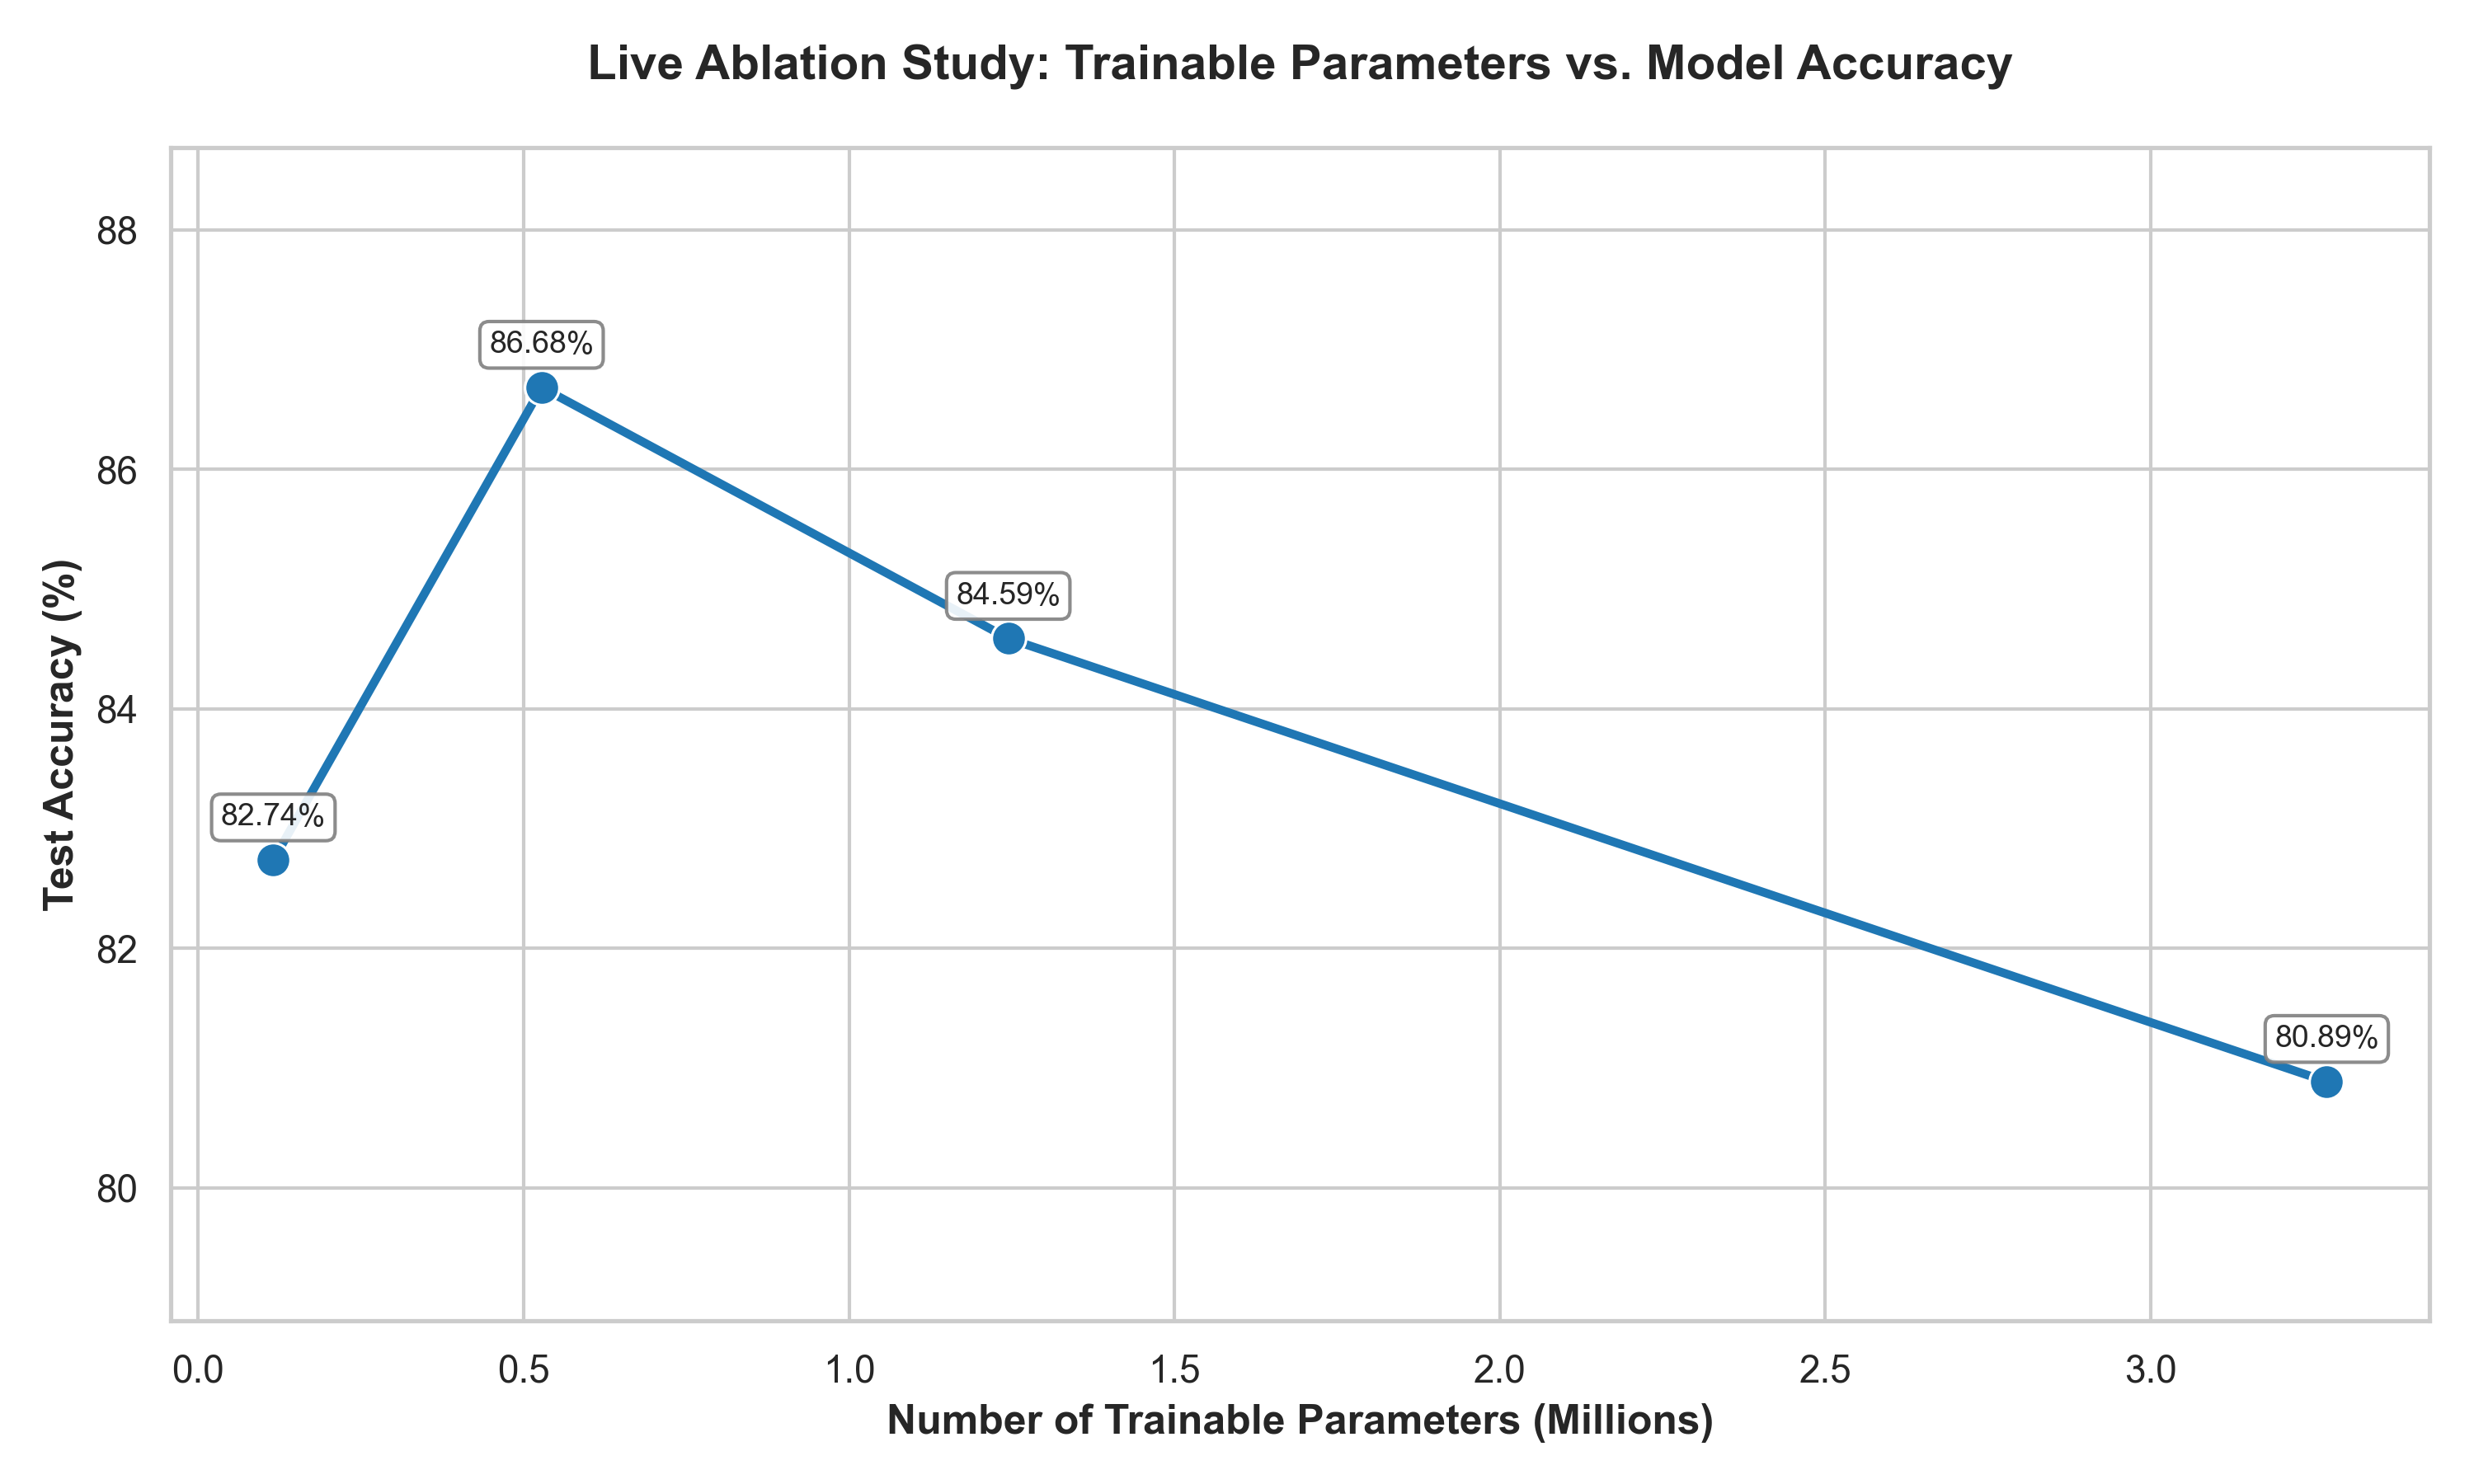 Live Ablation Study: Trainable Parameters vs. Model Accuracy
88
86.68%
86
84.59%
84
82.74%
82
80.89%
80
Test Accuracy (%)
0.0 0.5 1.0 1.5 2.0 2.5 3.0
Number of Trainable Parameters (Millions)